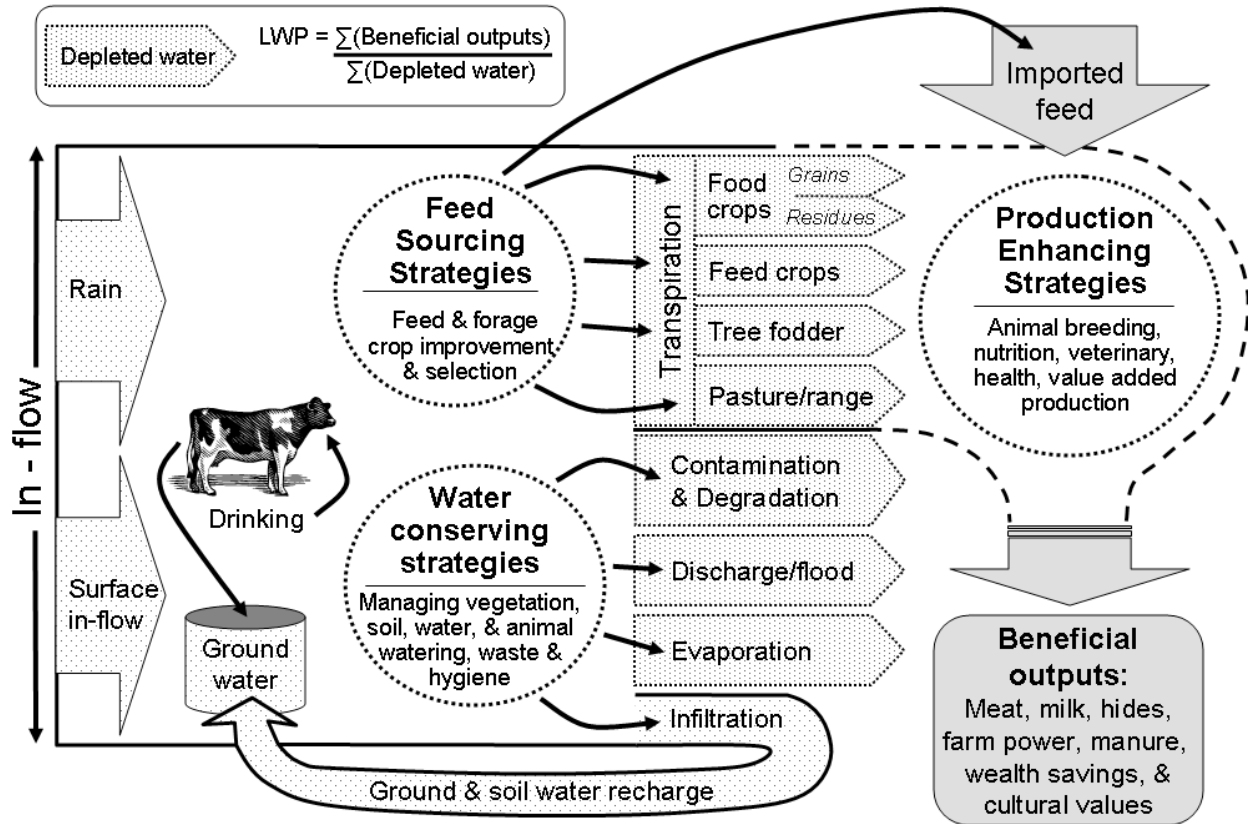 Depleted water
LWP = ∑(Beneficial outputs)
∑(Depleted water)
Imported
feed
In - flow
Rain
Surface
in-flow
Drinking
Ground
water
Feed
Sourcing
Strategies
Feed & forage
crop improvement
& selection
Water
conserving
strategies
Managing vegetation,
soil, water, & animal
watering, waste &
hygiene
Transpiration
Food
crops
Grains
Residues
Feed crops
Tree fodder
Pasture/range
Contamination
& Degradation
Discharge/flood
Evaporation
Infiltration
Ground & soil water recharge
Production
Enhancing
Strategies
Animal breeding,
nutrition, veterinary,
health, value added
production
Beneficial
outputs:
Meat, milk, hides,
farm power, manure,
wealth savings, &
cultural values